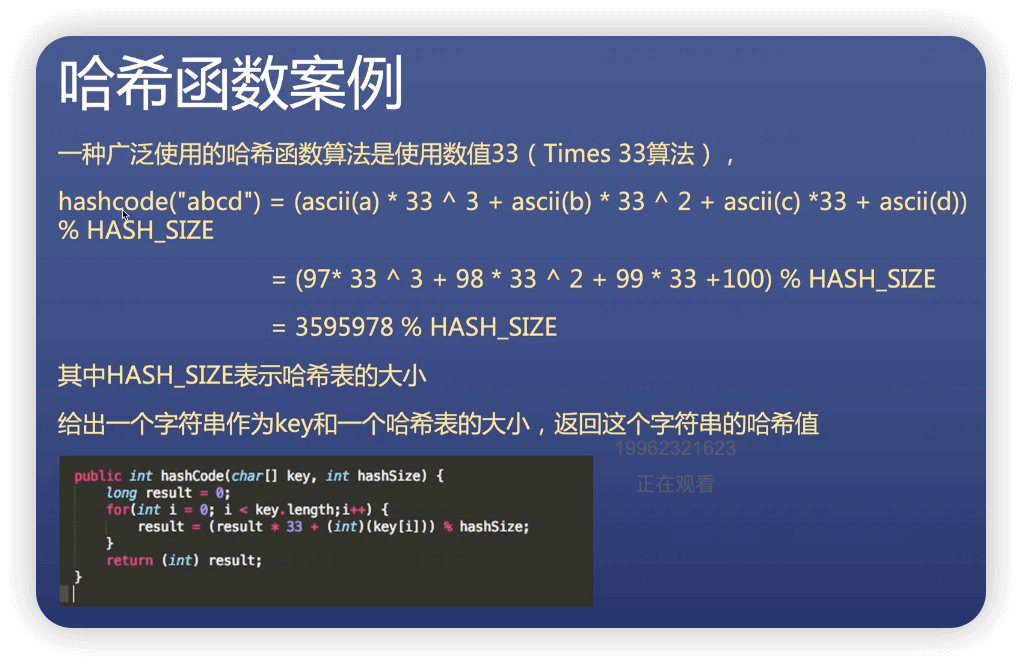 哈希函数案例
一种广泛使用的哈希函数算法是使用数值33（Times 33算法），
hashcode("abcd") = (ascii(a) * 33 ^ 3 + ascii(b) * 33 ^ 2 + ascii(c) *33 + ascii(d))
% HASH_SIZE
= (97* 33 ^ 3 + 98 * 33 ^ 2 + 99 * 33 +100) % HASH_SIZE
= 3595978 % HASH_SIZE
其中HASH_SIZE表示哈希表的大小
给出一个字符串作为key和一个哈希表的大小，返回这个字符串的哈希值
19962321623
正在观看
public int hashCode(char[] key, int hashSize) {
    long result = 0;
    for(int i = 0; i < key.length;i++) {
        result = (result * 33 + (int)(key[i])) % hashSize;
    }
    return (int) result;
}